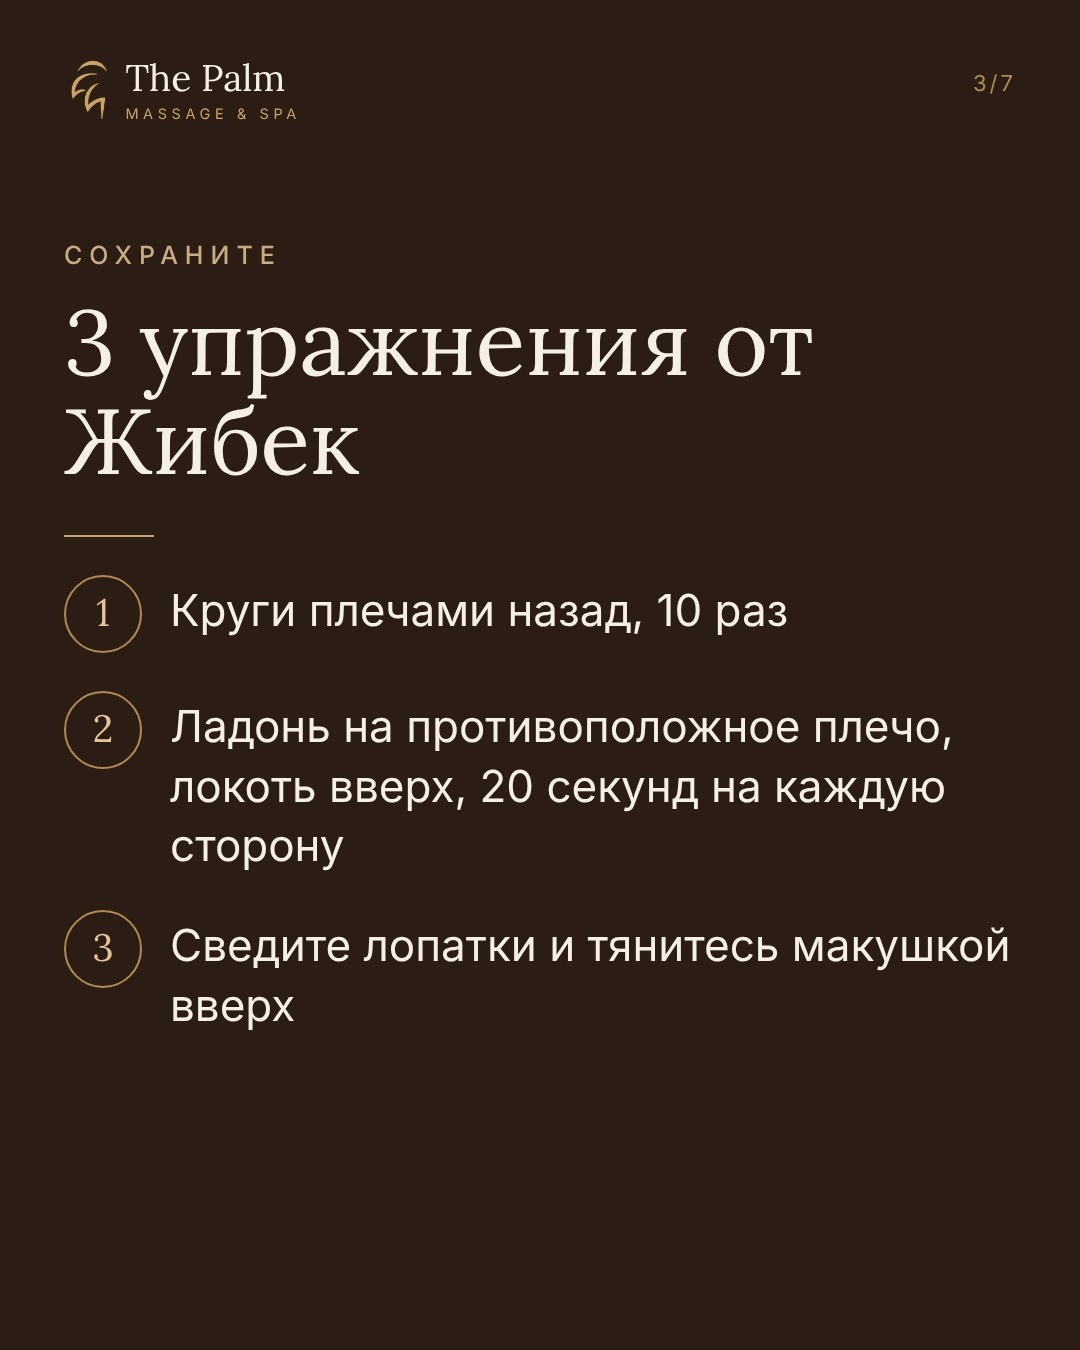 The Palm
MASSAGE & SPA
3/7
СОХРАНИТЕ
3 упражнения от
Жибек
1 Круги плечами назад, 10 раз
2 Ладонь на противоположное плечо,
локоть вверх, 20 секунд на каждую
сторону
3 Сведите лопатки и тянитесь макушкой
вверх